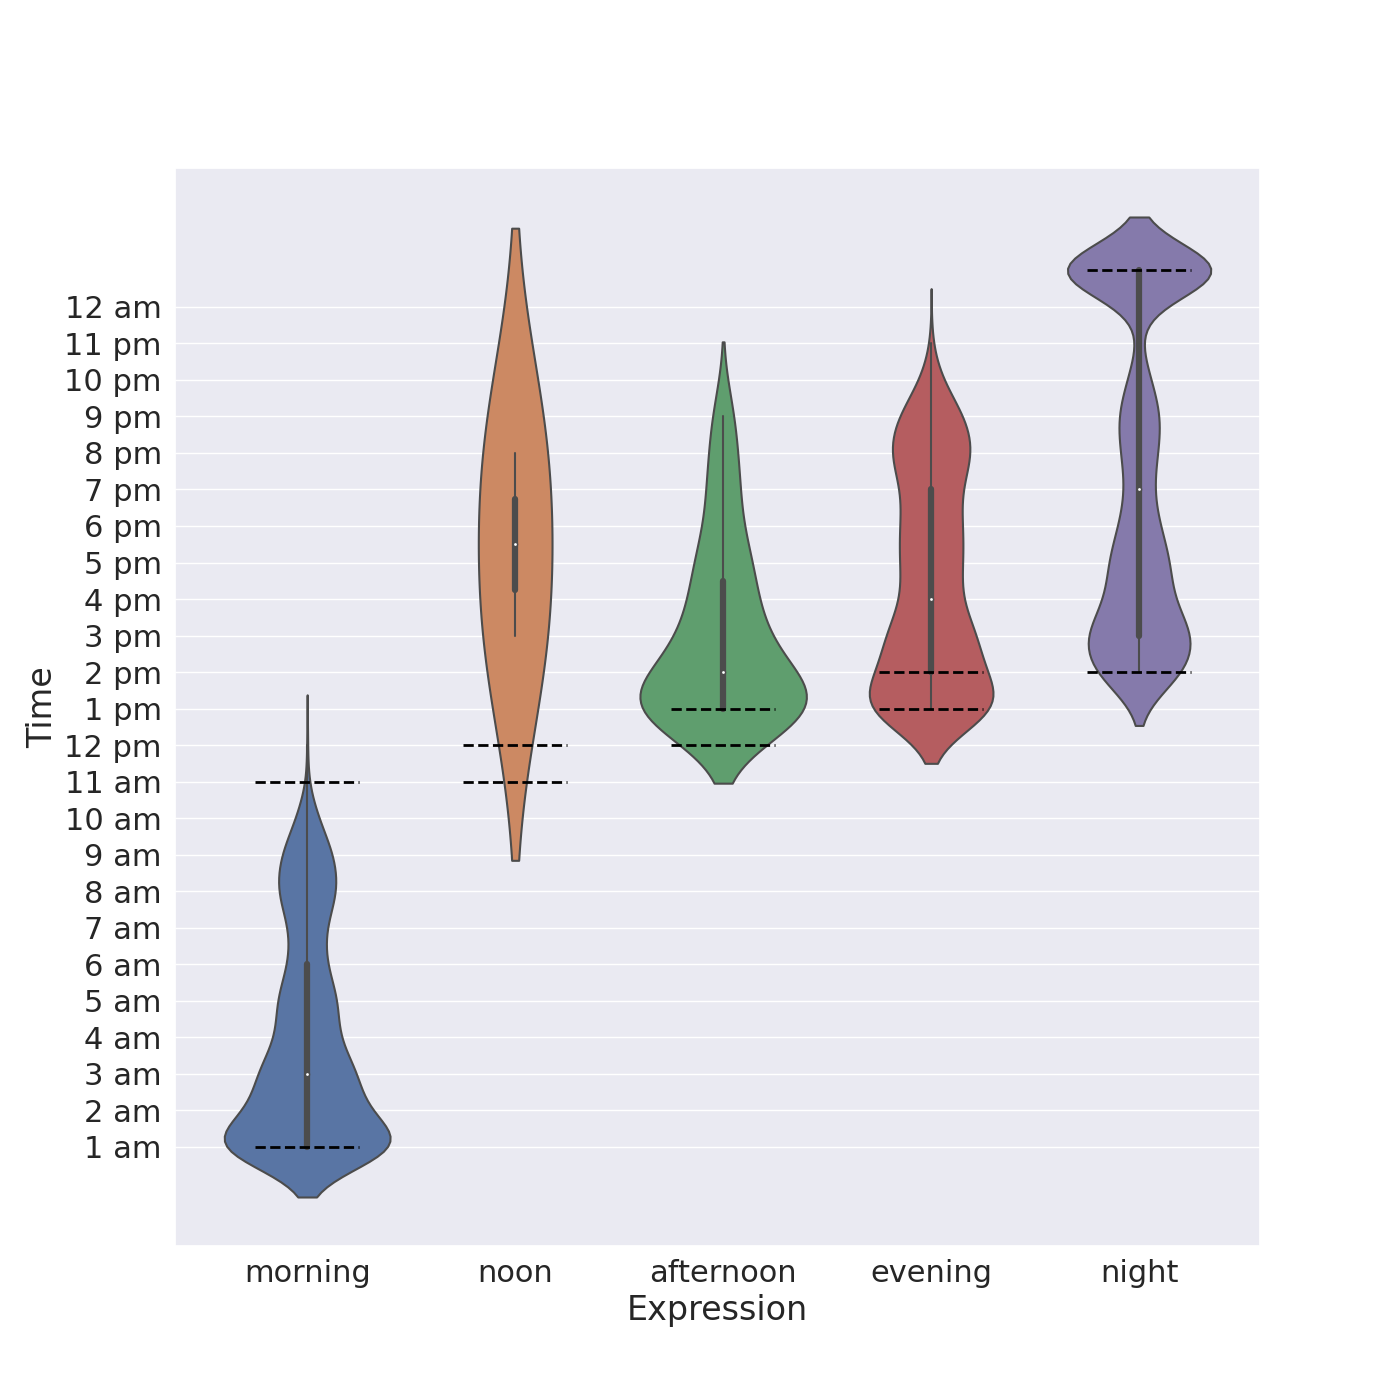 12 am
11 pm
10 pm
9 pm
8 pm
7 pm
6 pm
5 pm
4 pm
3 pm
2 pm
1 pm
12 pm
11 am
10 am
9 am
8 am
7 am
6 am
5 am
4 am
3 am
2 am
1 am
Time
morning noon afternoon evening night
Expression